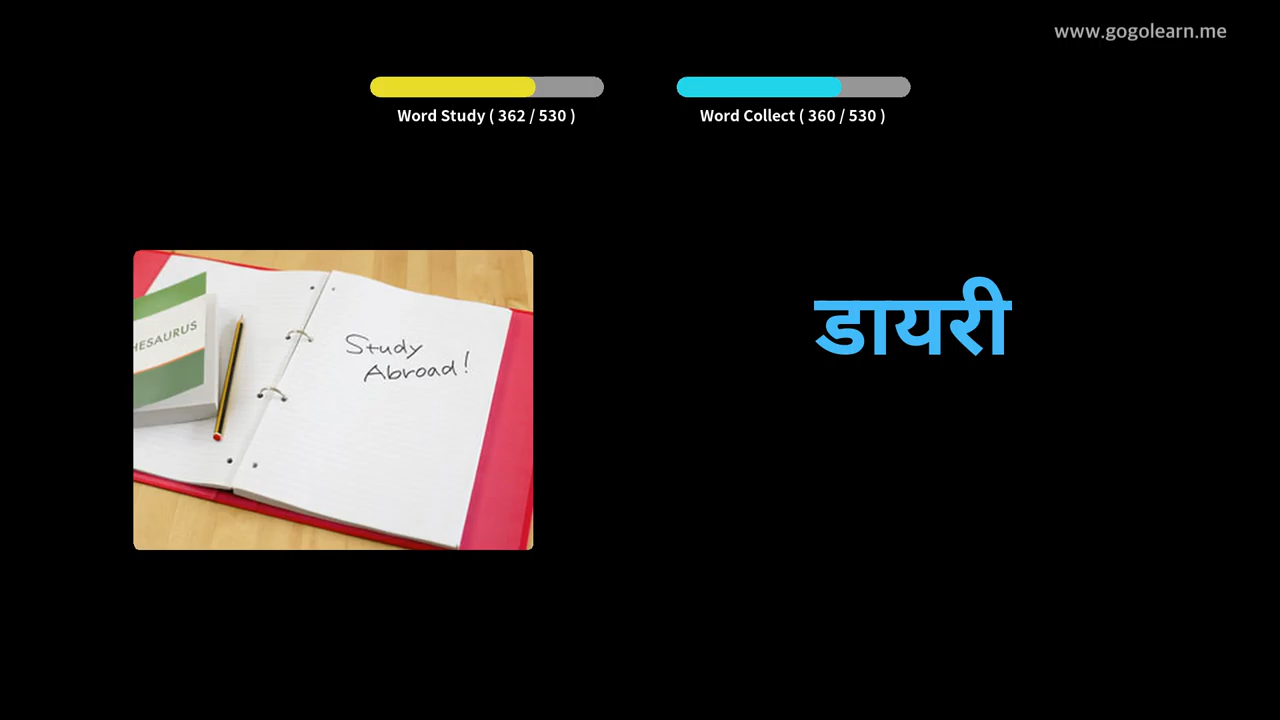 www.gogolearn.me
Word Study ( 362 / 530 )
Word Collect ( 360 / 530 )
HESAURUS
Study
Abroad!
डायरी